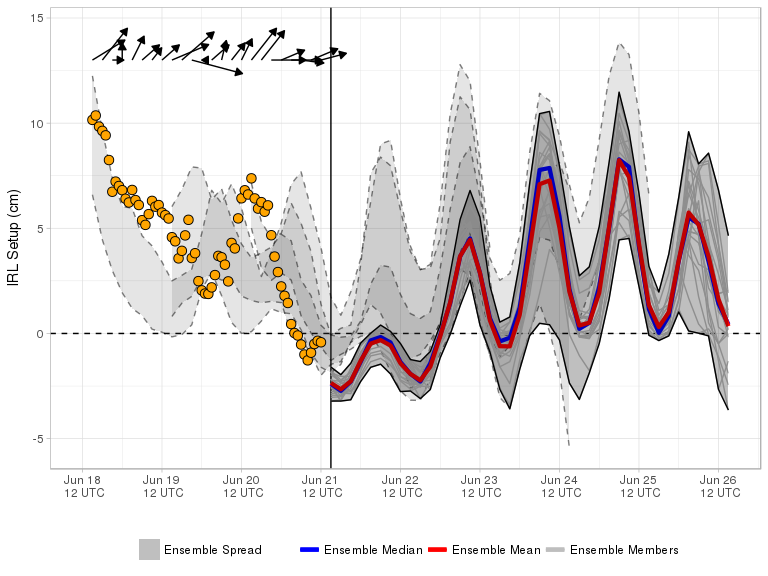 IRL Setup (cm)
15
10
5
0
-5
Jun 18 Jun 19 Jun 20 Jun 21 Jun 22 Jun 23 Jun 24 Jun 25 Jun 26
12 UTC 12 UTC 12 UTC 12 UTC 12 UTC 12 UTC 12 UTC 12 UTC 12 UTC
Ensemble Spread Ensemble Median Ensemble Mean Ensemble Members